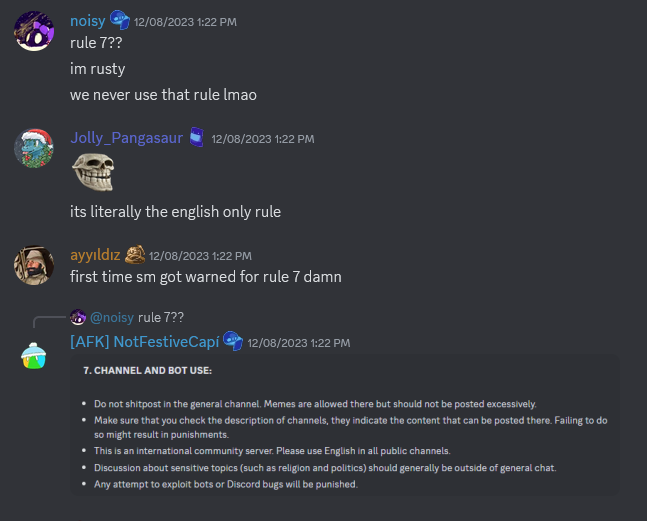 noisy 12/08/2023 1:22 PM
rule 7??
im rusty
we never use that rule lmao
Jolly_Pangasaur 12/08/2023 1:22 PM
its literally the english only rule
ayyıldız 12/08/2023 1:22 PM
first time sm got warned for rule 7 damn
@noisy rule 7??
[AFK] NotFestiveCapí 12/08/2023 1:22 PM
7. CHANNEL AND BOT USE:
• Do not shitpost in the general channel. Memes are allowed there but should not be posted excessively.
• Make sure that you check the description of channels, they indicate the content that can be posted there. Failing to do
so might result in punishments.
• This is an international community server. Please use English in all public channels.
• Discussion about sensitive topics (such as religion and politics) should generally be outside of general chat.
• Any attempt to exploit bots or Discord bugs will be punished.